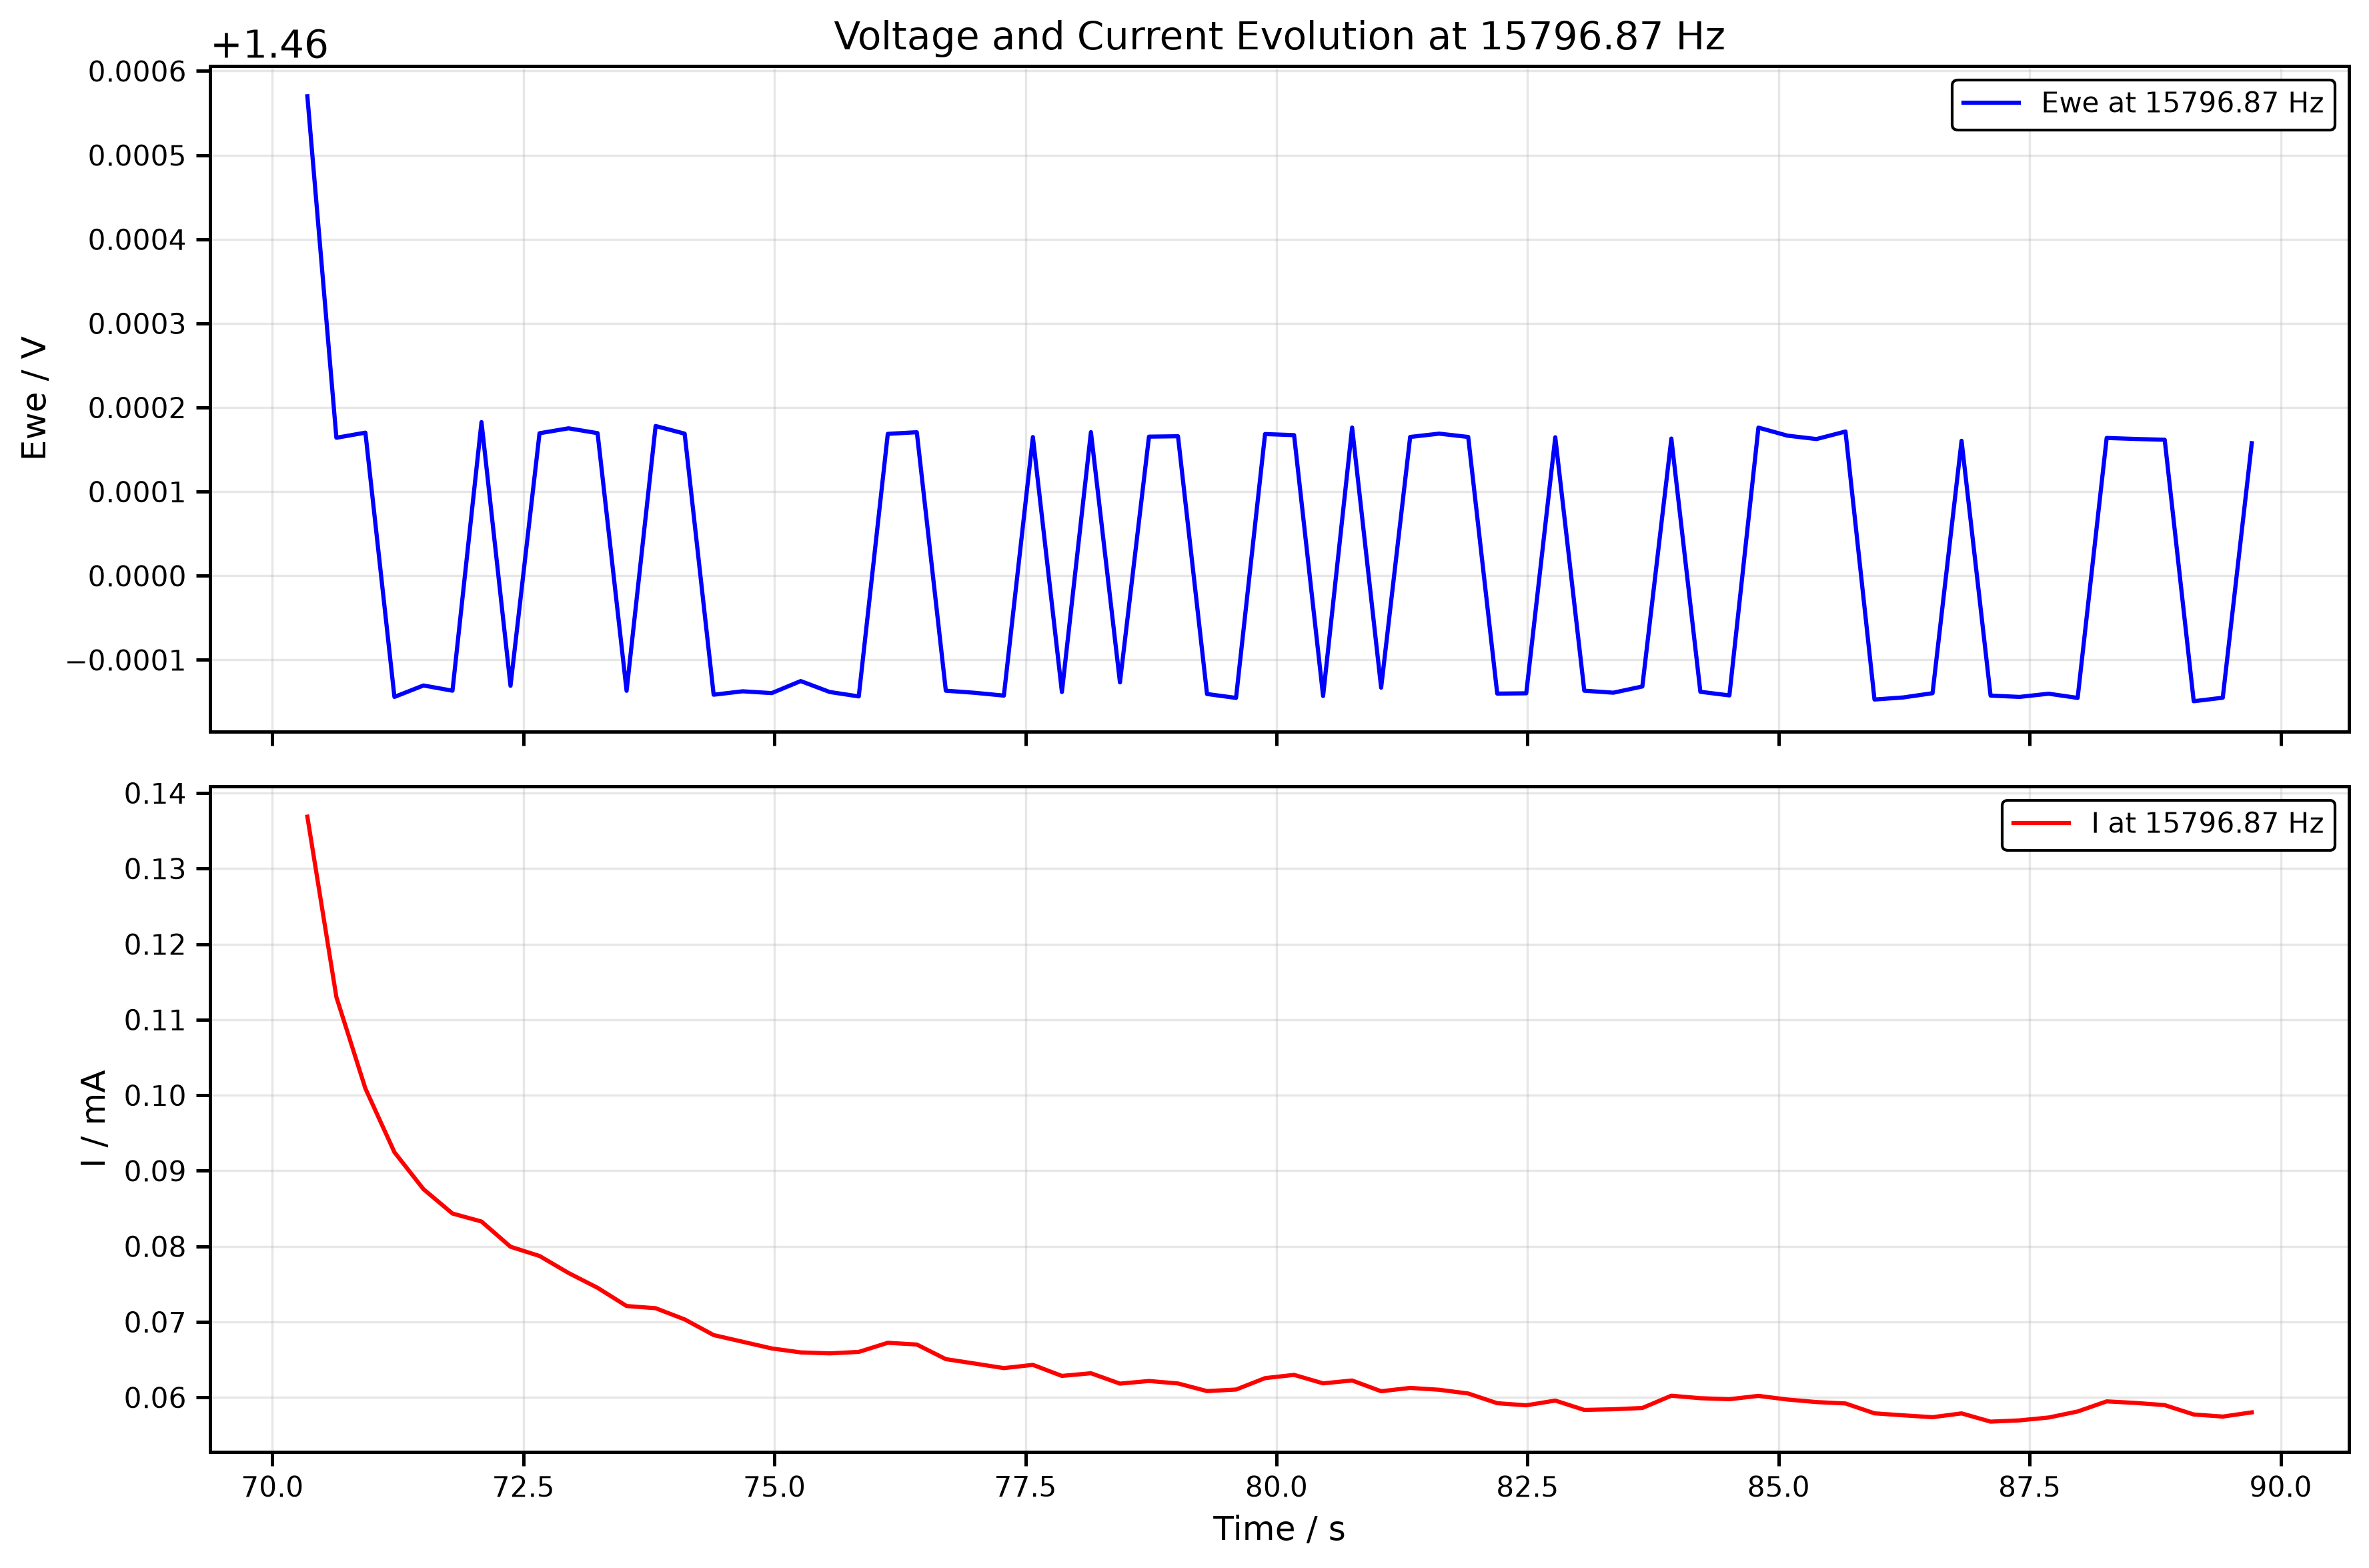 Voltage and Current Evolution at 15796.87 Hz
+1.46
Ewe / V
0.0006
0.0005
0.0004
0.0003
0.0002
0.0001
0.0000
−0.0001
Ewe at 15796.87 Hz
I / mA
0.14
0.13
0.12
0.11
0.10
0.09
0.08
0.07
0.06
I at 15796.87 Hz
70.0 72.5 75.0 77.5 80.0 82.5 85.0 87.5 90.0
Time / s